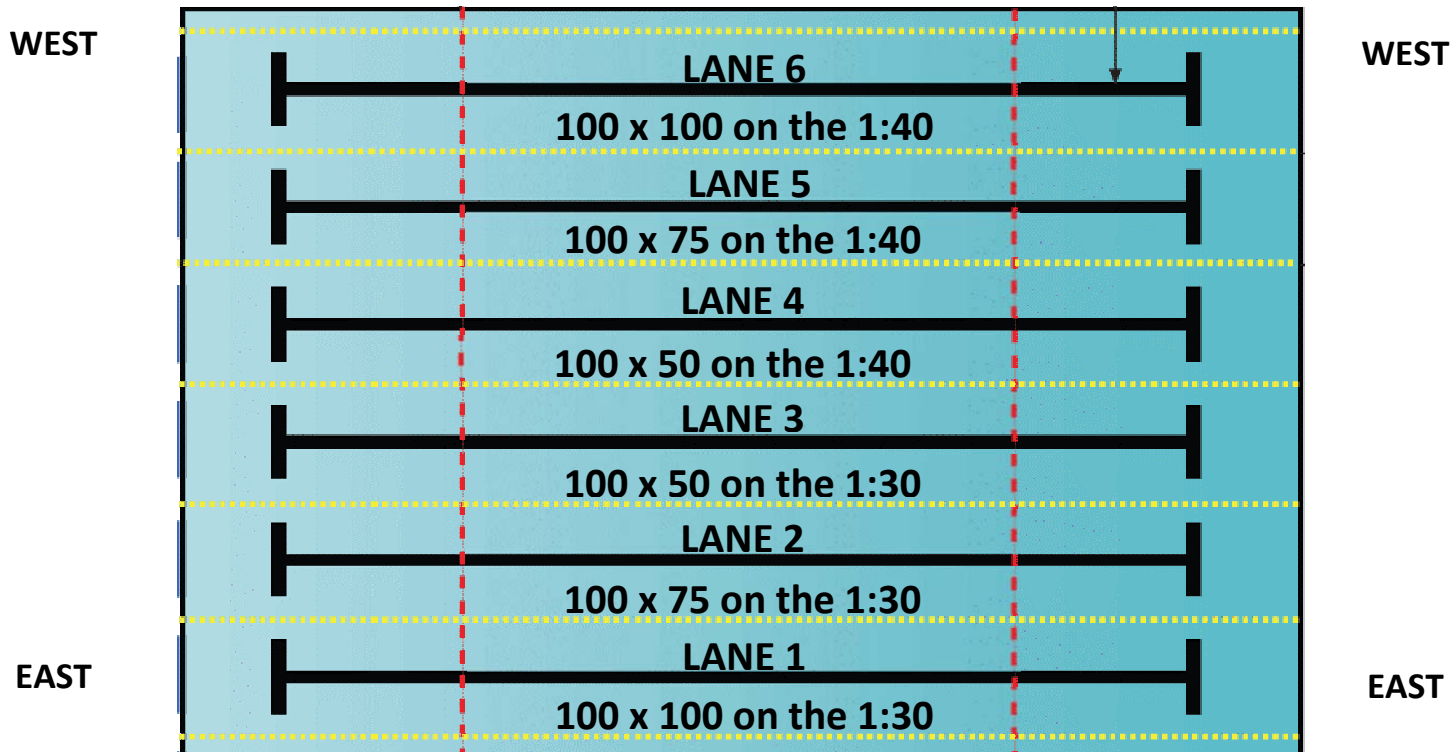 WEST
WEST
LANE 6
100 x 100 on the 1:40
LANE 5
100 x 75 on the 1:40
LANE 4
100 x 50 on the 1:40
LANE 3
100 x 50 on the 1:30
LANE 2
100 x 75 on the 1:30
LANE 1
100 x 100 on the 1:30
EAST
EAST